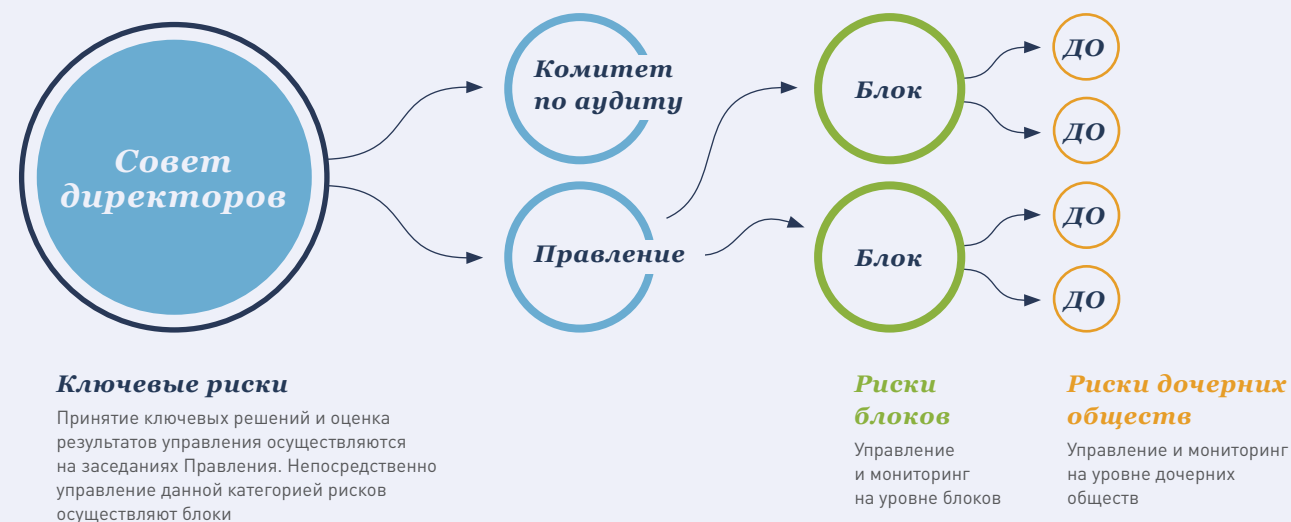 Совет
директоров
Комитет
по аудиту
Правление
Блок
Блок
ДО
ДО
ДО
ДО
Ключевые риски
Принятие ключевых решений и оценка
результатов управления осуществляются
на заседаниях Правления. Непосредственно
управление данной категорией рисков
осуществляют блоки
Риски
блоков
Управление
и мониторинг
на уровне блоков
Риски дочерних
обществ
Управление и мониторинг
на уровне дочерних
обществ